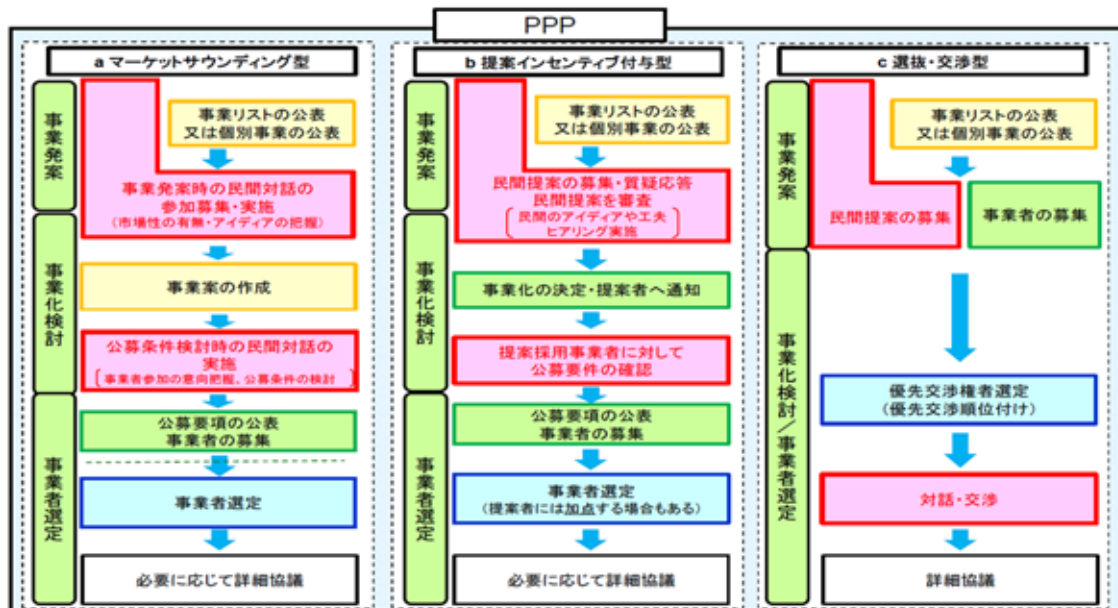 PPP
a マーケットサウンディング型
事業発案
事業リストの公表
又は個別事業の公表
事業発案時の民間対話の
参加募集・実施
(市場性の有無・アイディアの把握)
事業化検討
事業案の作成
公募条件検討時の民間対話の
実施
事業者参加の意向把握、公募条件の検討
事業者選定
公募要項の公表
事業者の募集
事業者選定
必要に応じて詳細協議
b 提案インセンティブ付与型
事業発案
事業リストの公表
又は個別事業の公表
民間提案の募集・質疑応答
民間提案を審査
民間のアイディアや工夫
ヒアリング実施
事業化検討
事業化の決定・提案者へ通知
提案採用事業者に対して
公募要件の確認
事業者選定
公募要項の公表
事業者の募集
事業者選定
(提案者には加点する場合もある)
必要に応じて詳細協議
c 選抜・交渉型
事業発案
事業リストの公表
又は個別事業の公表
民間提案の募集
事業者の募集
事業化検討/事業者選定
優先交渉権者選定
(優先交渉順位付け)
対話・交渉
詳細協議